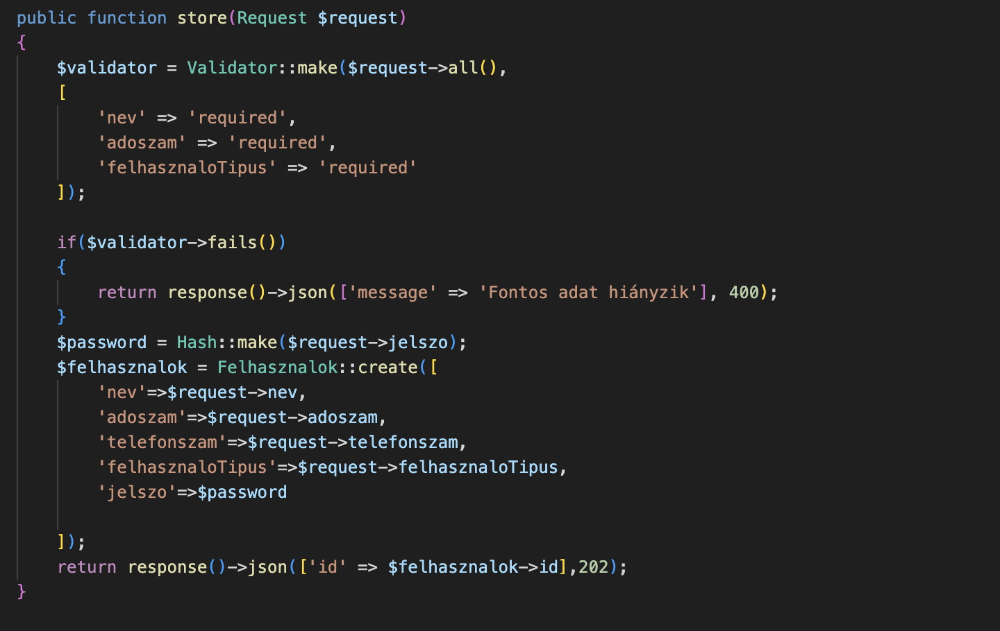 public function store(Request $request)
{
$validator = Validator::make($request->all(),
[
'nev' => 'required',
'adoszam' => 'required',
'felhasznaloTipus' => 'required'
]);
if($validator->fails())
{
return response()->json(['message' => 'Fontos adat hiányzik'], 400);
}
$password = Hash::make($request->jelszo);
$felhasznalok = Felhasznalok::create([
'nev'=>$request->nev,
'adoszam'=>$request->adoszam,
'telefonszam'=>$request->telefonszam,
'felhasznaloTipus'=>$request->felhasznaloTipus,
'jelszo'=>$password
]);
return response()->json(['id' => $felhasznalok->id],202);
}